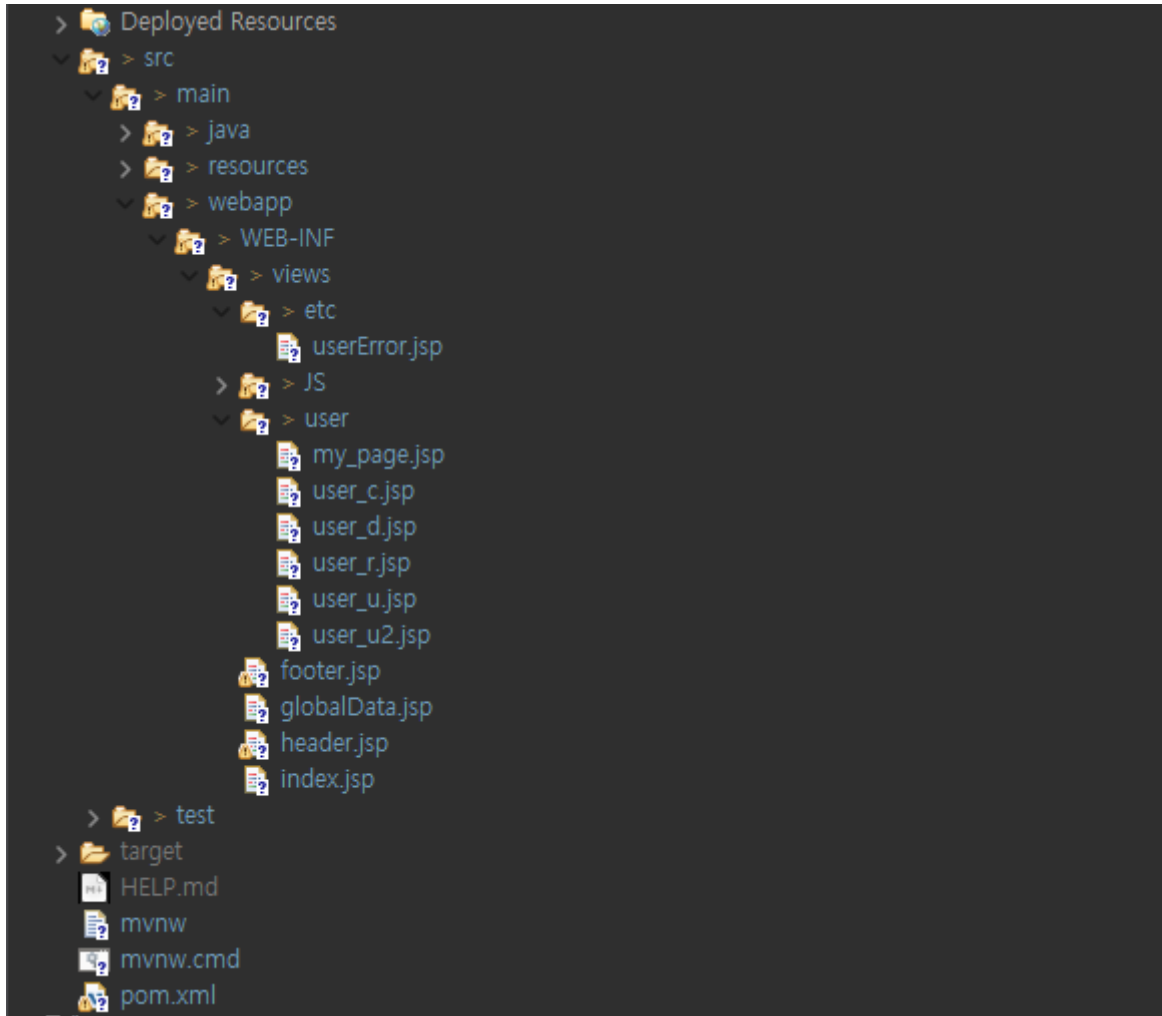 > Deployed Resources
> src
> main
> java
> resources
> webapp
> WEB-INF
> views
> etc
userError.jsp
> JS
> user
my_page.jsp
user_c.jsp
user_d.jsp
user_r.jsp
user_u.jsp
user_u2.jsp
footer.jsp
globalData.jsp
header.jsp
index.jsp
> test
target
HELP.md
mvnw
mvnw.cmd
pom.xml